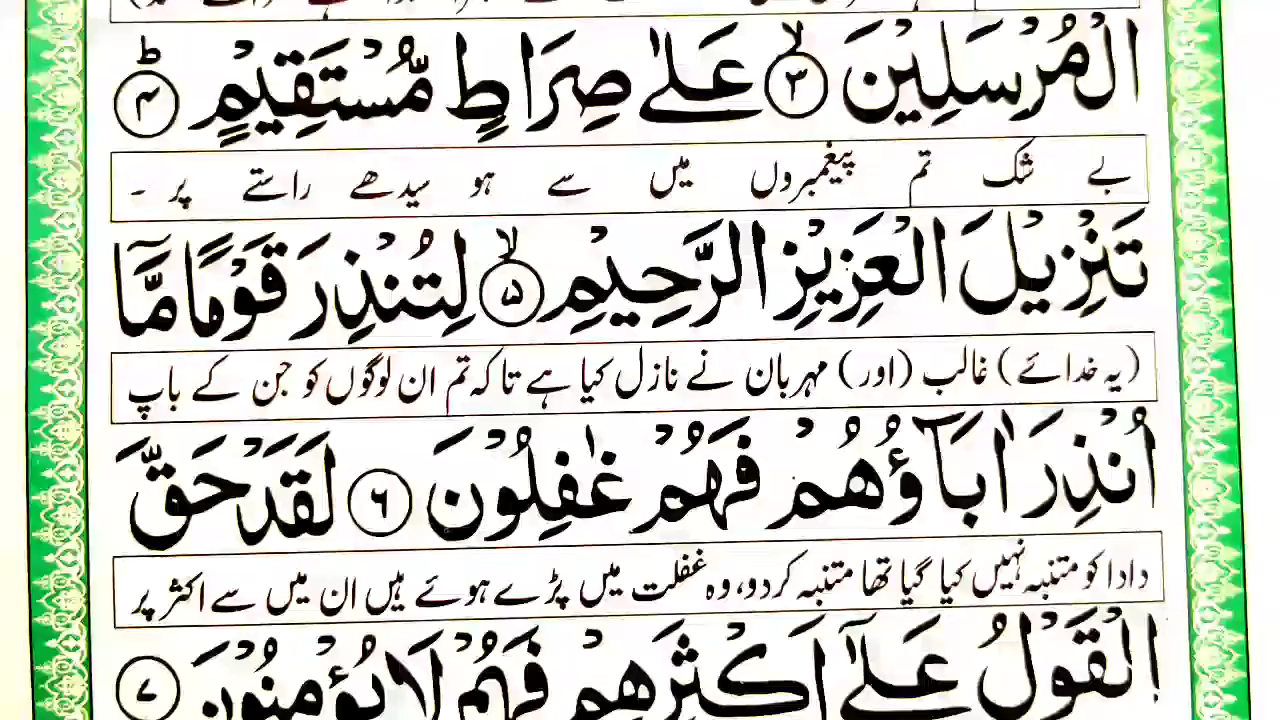 الْمُرْسَلِيْنَ ﴿۳﴾ۙ عَلٰى صِرَاطٍ مُّسْتَقِيْمٍ ﴿۴﴾ؕ
بے شک تم پیغمبروں میں سے ہو سیدھے راستے پر ۔
تَنْزِيْلَ الْعَزِيْزِ الرَّحِيْمِ ﴿۵﴾ۙ لِتُنْذِرَ قَوْمًا مَّآ
(یہ خدائے) غالب (اور) مہربان نے نازل کیا ہے تاکہ تم ان لوگوں کو جن کے باپ
اُنْذِرَ اٰبَآؤُهُمْ فَهُمْ غٰفِلُوْنَ ﴿۶﴾ لَقَدْ حَقَّ
دادا کو متنبہ نہیں کیا گیا تھا متنبہ کردو، وہ غفلت میں پڑے ہوئے ہیں ان میں سے اکثر پر
الْقَوْلُ عَلٰٓى اَكْثَرِهِمْ فَهُمْ لَا يُؤْمِنُوْنَ ﴿۷﴾